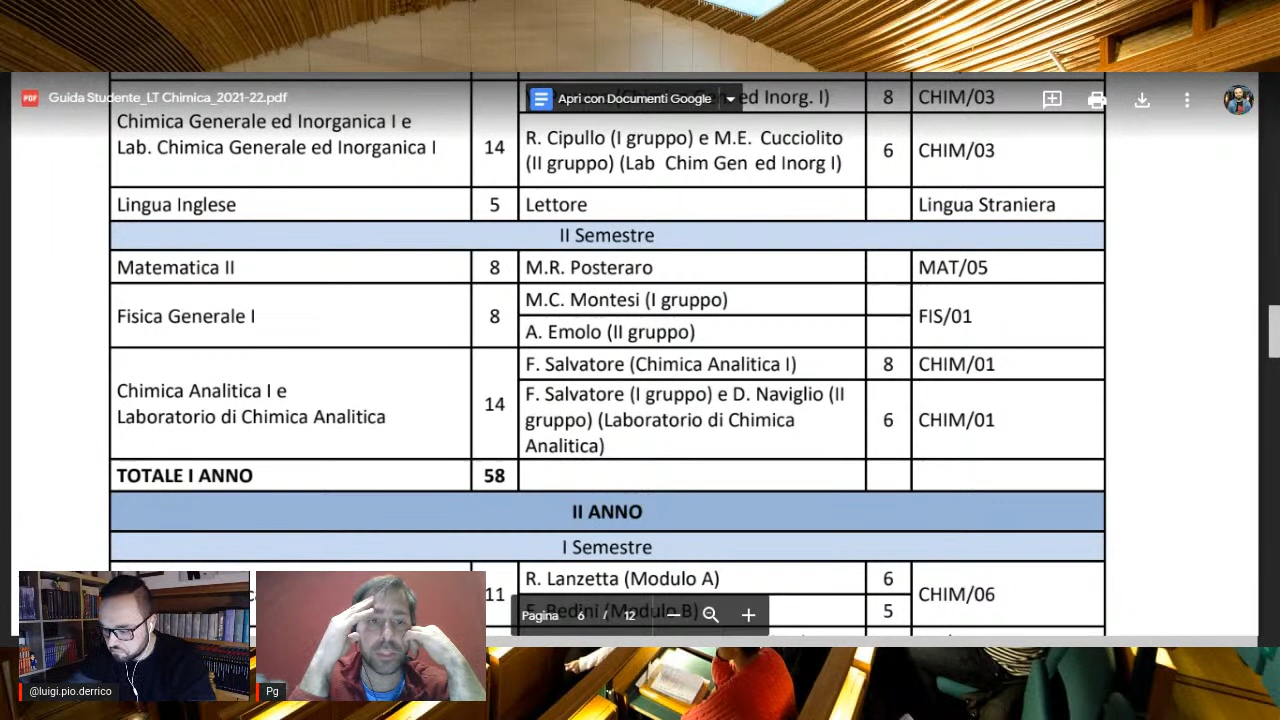 Guida Studente_LT Chimica_2021-22.pdf
Apri con Documenti Google
ed Inorg. I)
8
CHIM/03
Chimica Generale ed Inorganica I e
Lab. Chimica Generale ed Inorganica I
14
R. Cipullo (I gruppo) e M.E. Cucciolito
(II gruppo) (Lab Chim Gen ed Inorg I)
6
CHIM/03
Lingua Inglese
5
Lettore
Lingua Straniera
II Semestre
Matematica II
8
M.R. Posteraro
MAT/05
Fisica Generale I
8
M.C. Montesi (I gruppo)
A. Emolo (II gruppo)
FIS/01
Chimica Analitica I e
Laboratorio di Chimica Analitica
14
F. Salvatore (Chimica Analitica I)
8
CHIM/01
F. Salvatore (I gruppo) e D. Naviglio (II
gruppo) (Laboratorio di Chimica
Analitica)
6
CHIM/01
TOTALE I ANNO
58
II ANNO
I Semestre
11
R. Lanzetta (Modulo A)
6
E. Bedini (Modulo B)
5
CHIM/06
Pagina 6 / 12
@luigi.pio.derrico
Pg